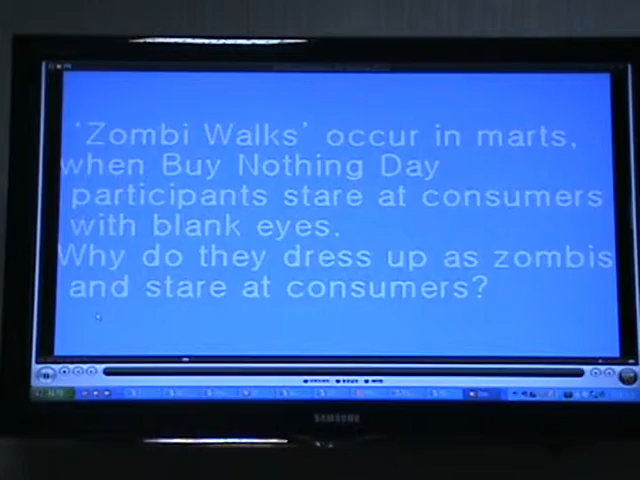 'Zombi Walks' occur in marts,
when Buy Nothing Day
participants stare at consumers
with blank eyes.
Why do they dress up as zombis
and stare at consumers?
SAMSUNG